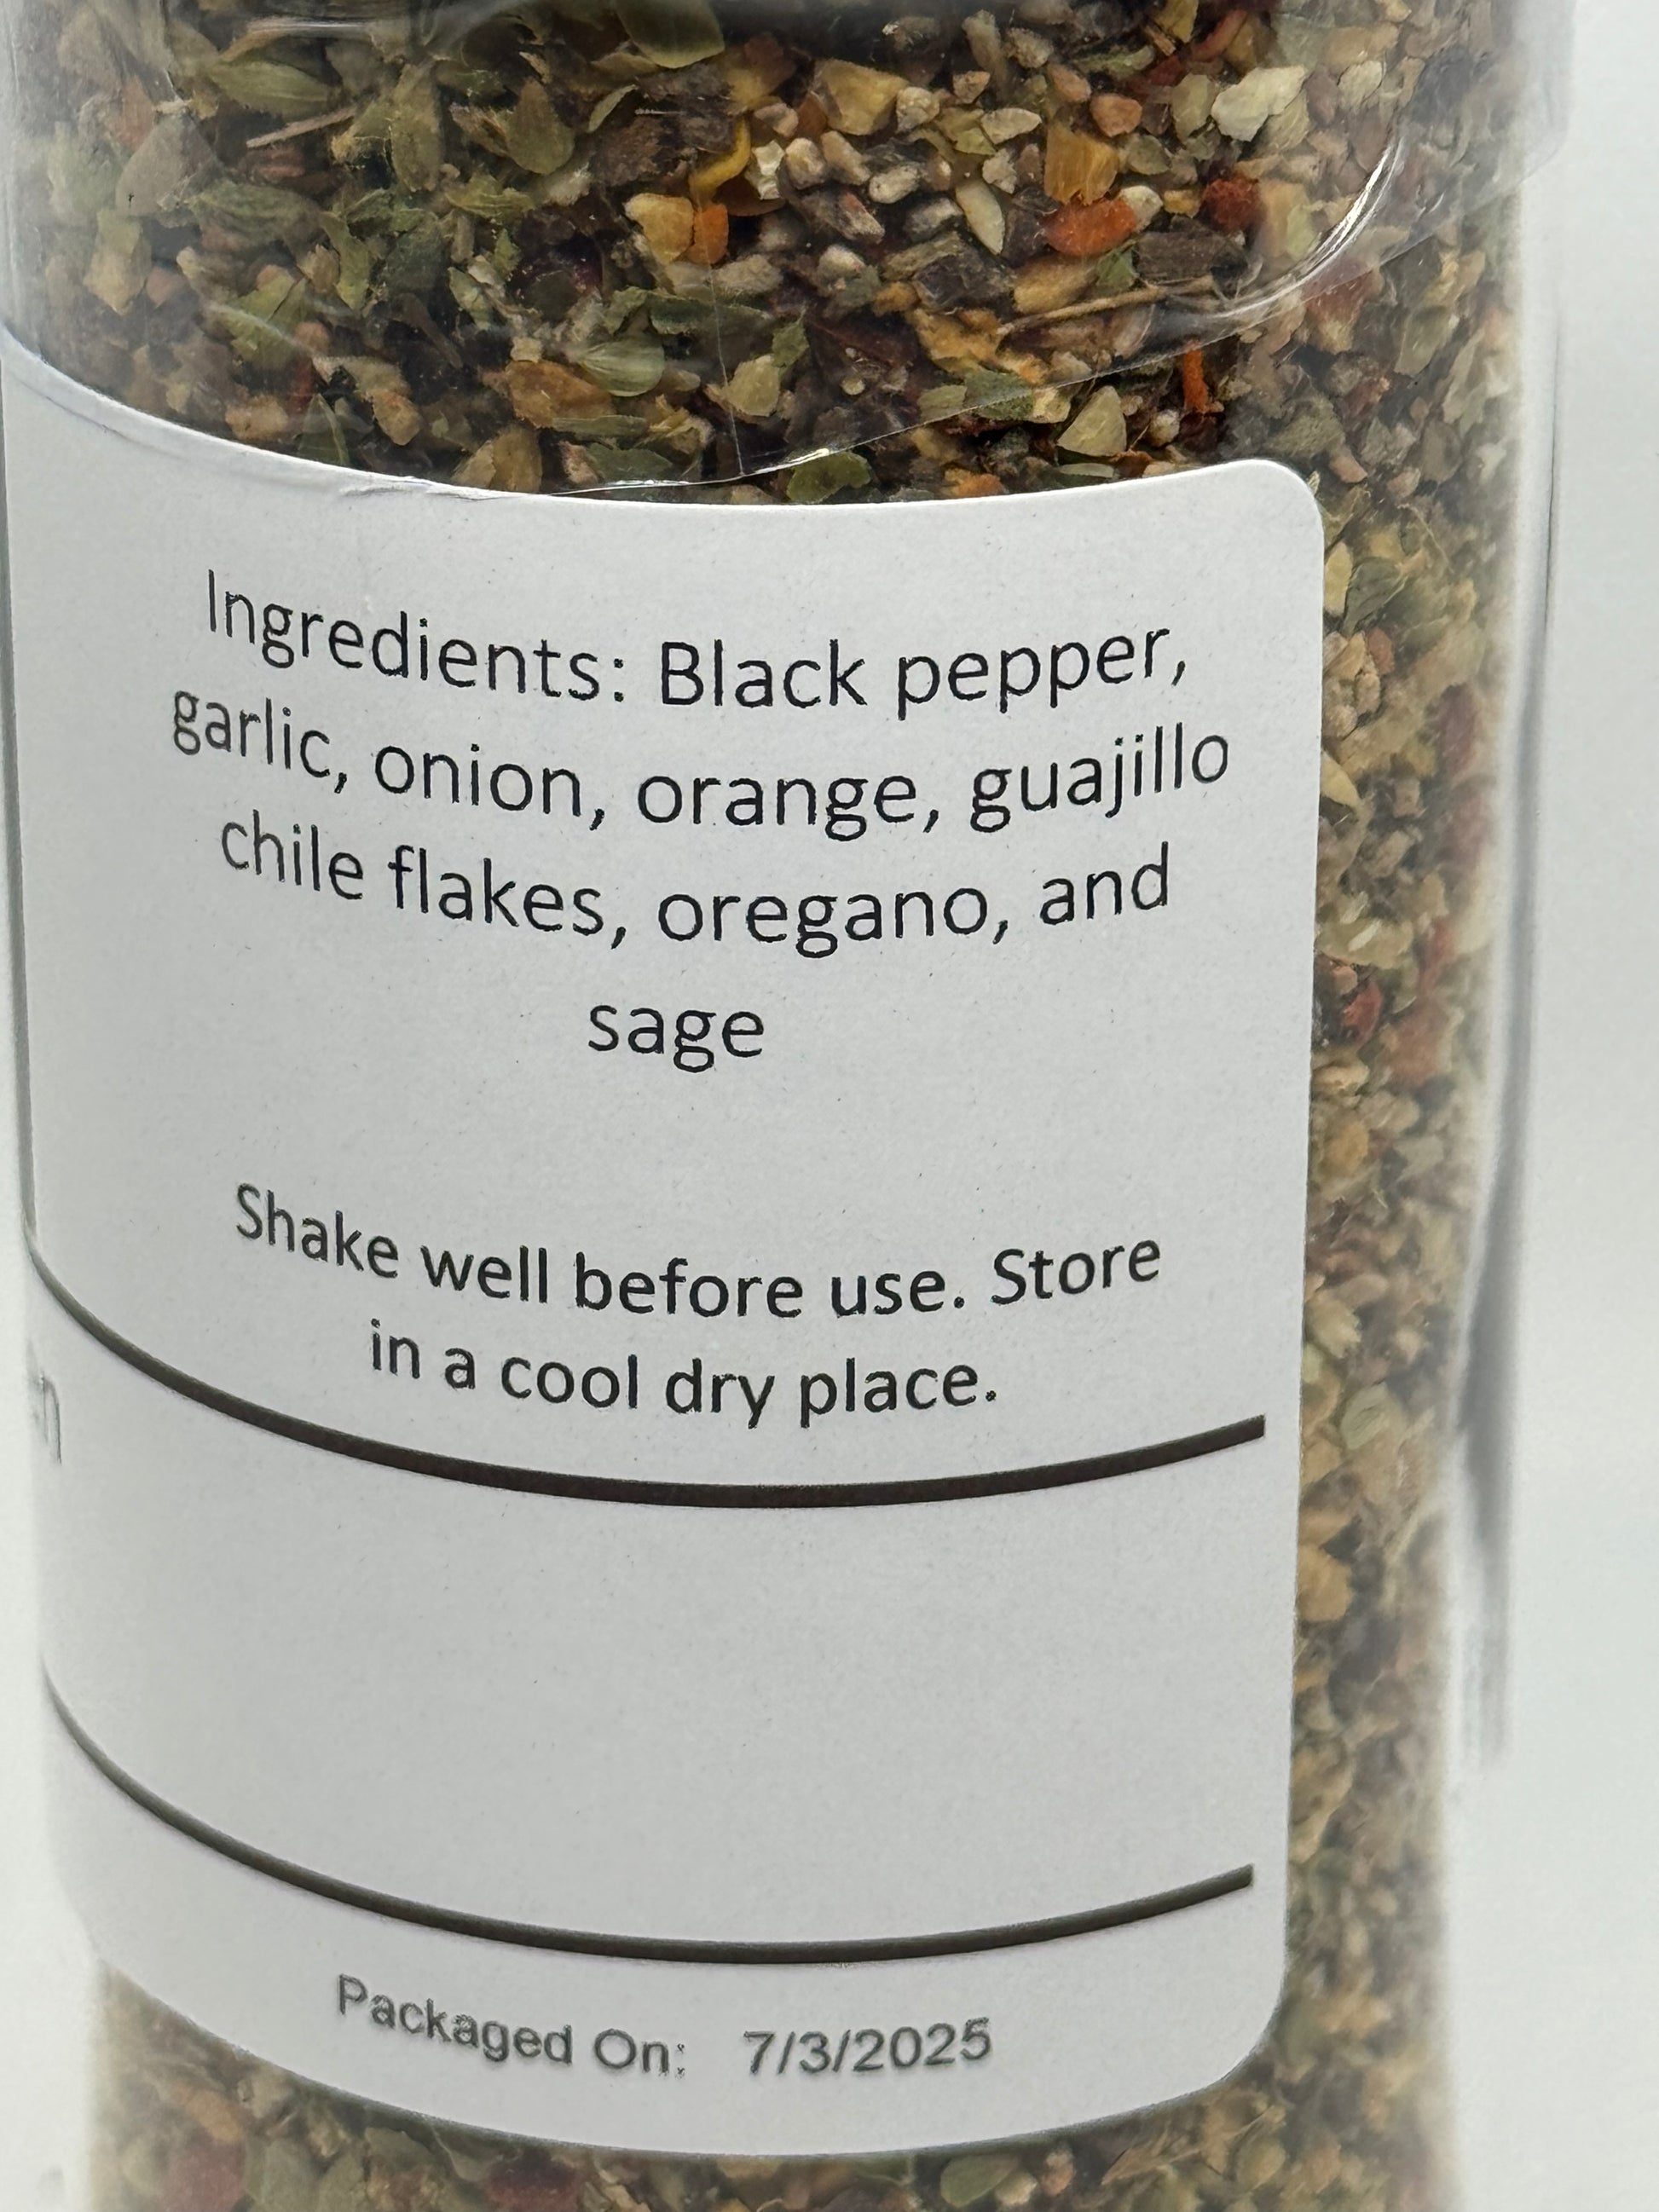 Ingredients: Black pepper,
garlic, onion, orange, guajillo
chile flakes, oregano, and
sage
Shake well before use. Store
in a cool dry place.
Packaged On: 7/3/2025